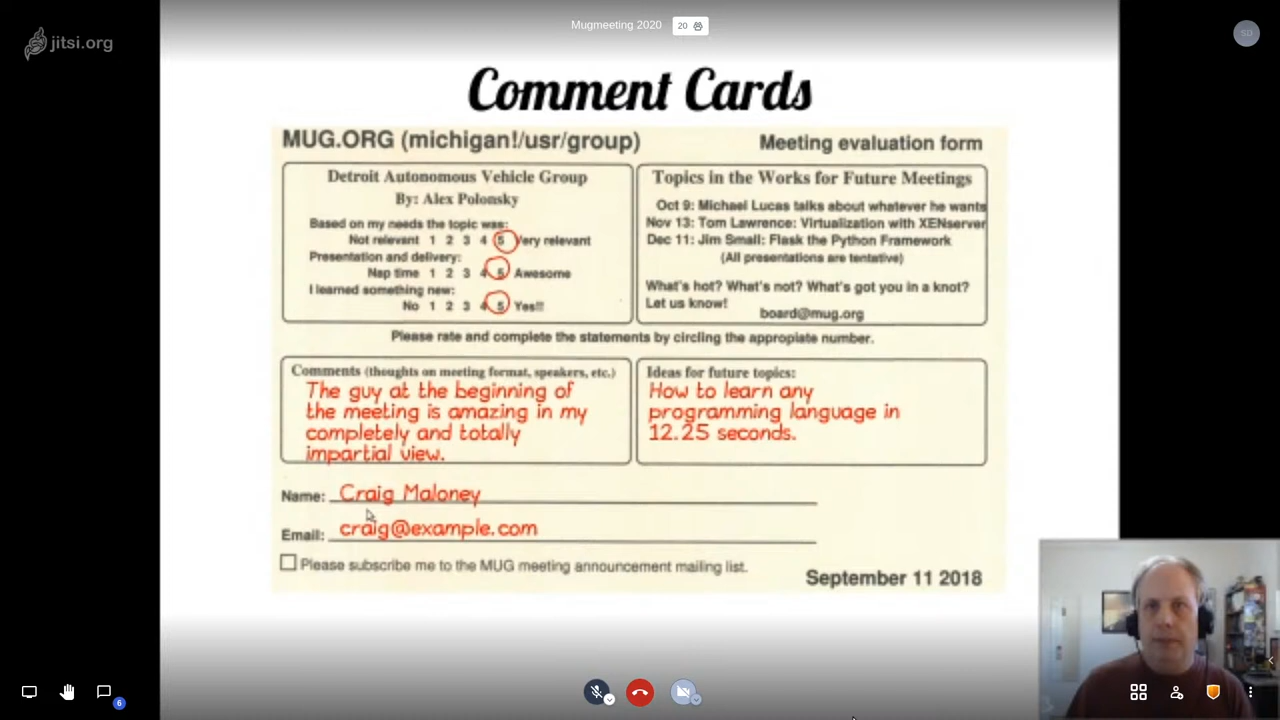 Mugmeeting 2020
20
SD
jitsi.org
Comment Cards
MUG.ORG (michigan!/usr/group)
Meeting evaluation form
Detroit Autonomous Vehicle Group
By: Alex Polonsky
Based on my needs the topic was:
Not relevant 1 2 3 4 5 Very relevant
Presentation and delivery:
Nap time 1 2 3 4 5 Awesome
I learned something new:
No 1 2 3 4 5 Yes!!
Topics in the Works for Future Meetings
Oct 9: Michael Lucas talks about whatever he wants
Nov 13: Tom Lawrence: Virtualization with XENserver
Dec 11: Jim Small: Flask the Python Framework
(All presentations are tentative)
What's hot? What's not? What's got you in a knot?
Let us know!
board@mug.org
Please rate and complete the statements by circling the appropiate number.
Comments (thoughts on meeting format, speakers, etc.)
The guy at the beginning of
the meeting is amazing in my
completely and totally
impartial view.
Ideas for future topics:
How to learn any
programming language in
12.25 seconds.
Name: Craig Maloney
Email: craig@example.com
Please subscribe me to the MUG meeting announcement mailing list.
September 11 2018
6